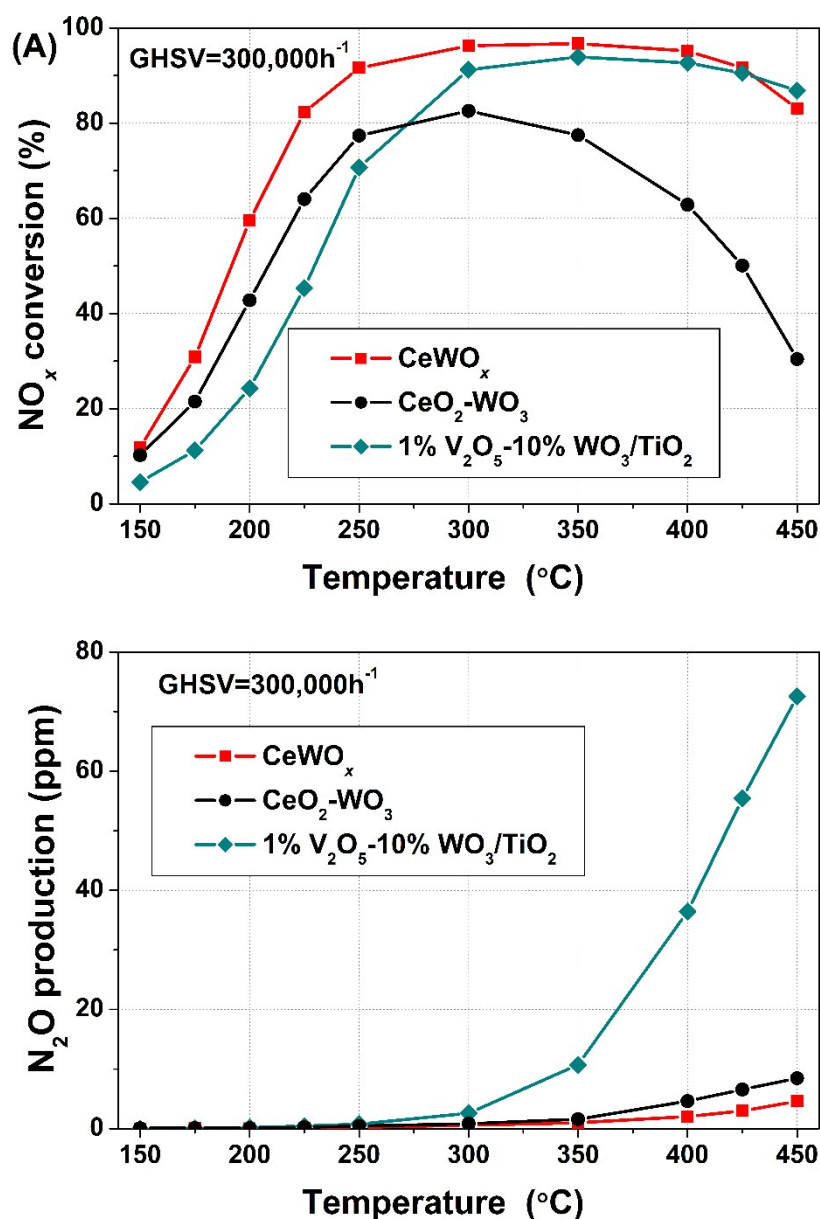 (A)
GHSV=300,000h⁻¹
NOₓ conversion (%)
100
80
60
40
20
0
CeWOₓ
CeO₂-WO₃
1% V₂O₅-10% WO₃/TiO₂
150 200 250 300 350 400 450
Temperature (°C)
GHSV=300,000h⁻¹
N₂O production (ppm)
80
60
40
20
0
CeWOₓ
CeO₂-WO₃
1% V₂O₅-10% WO₃/TiO₂
150 200 250 300 350 400 450
Temperature (°C)